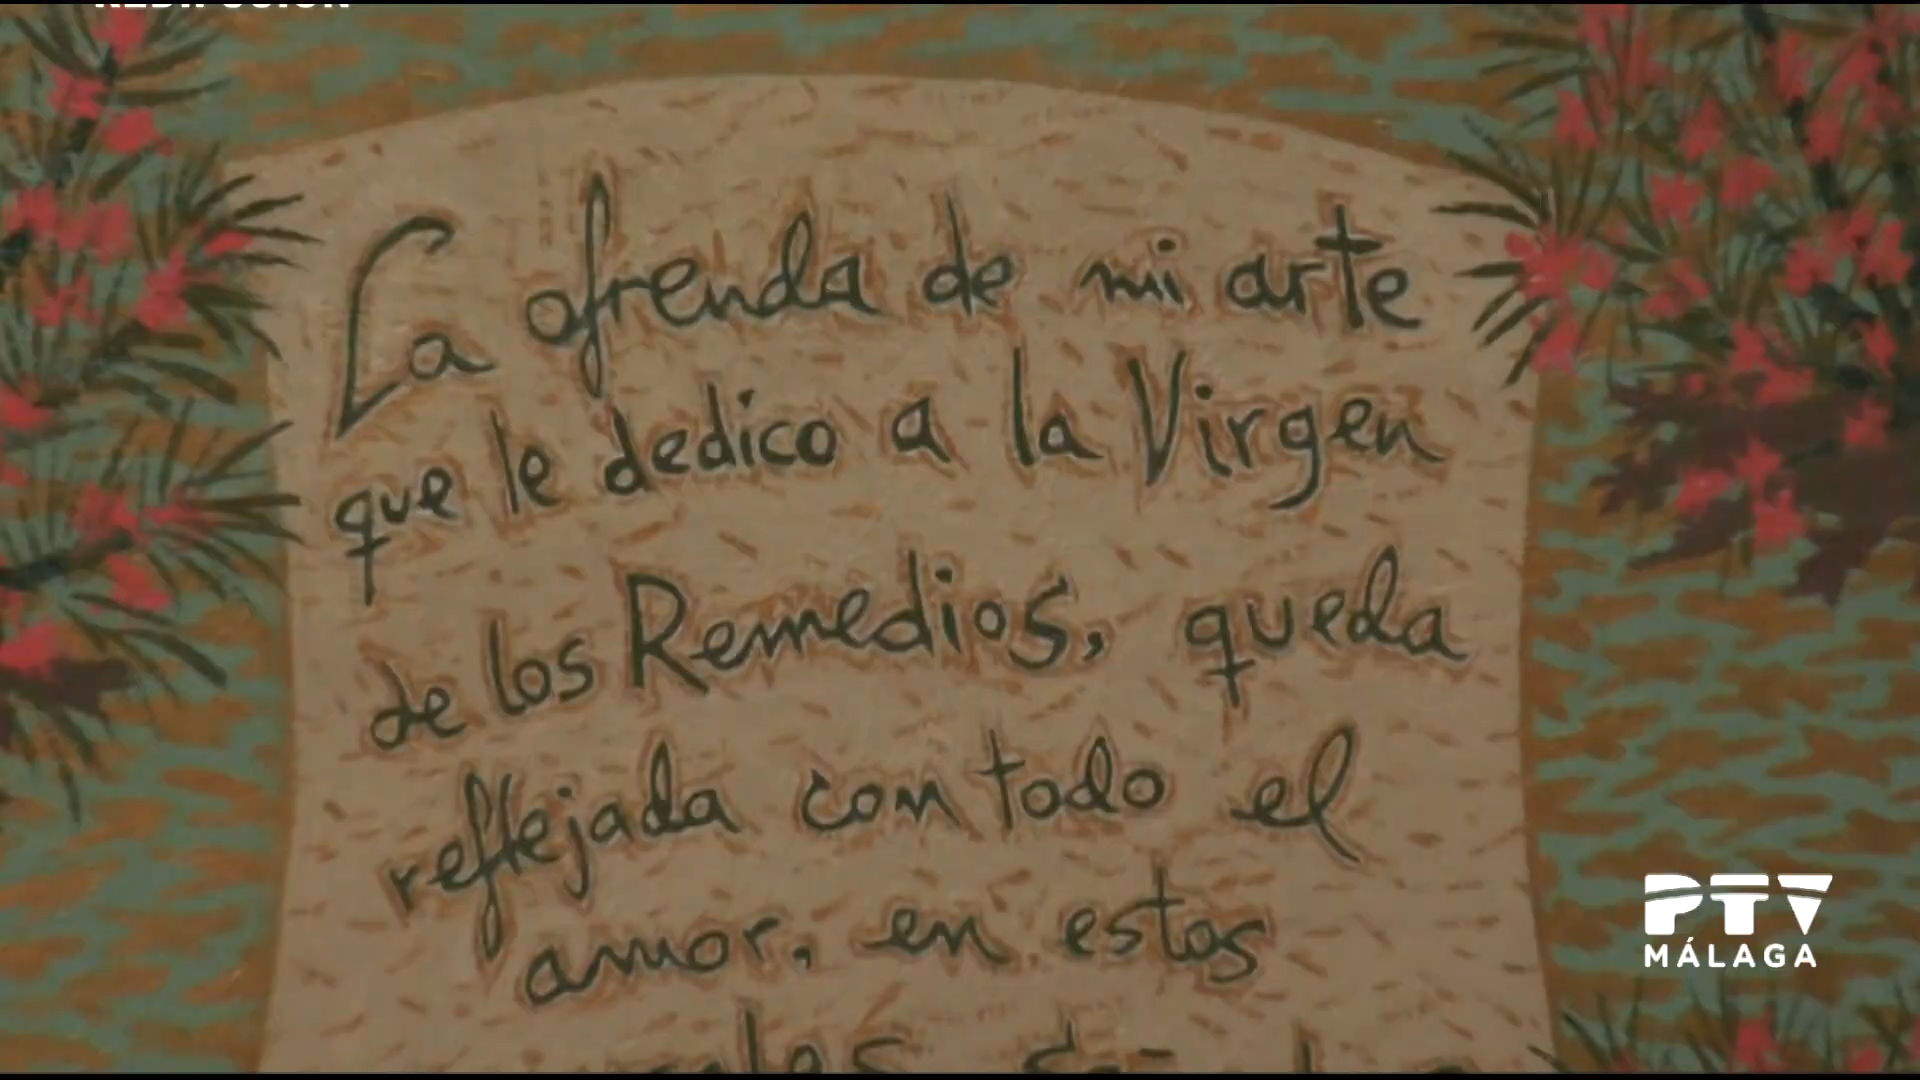 La ofrenda de mi arte
que le dedico a la Virgen
de los Remedios, queda
reflejada con todo el
amor, en estos
PTV
MÁLAGA